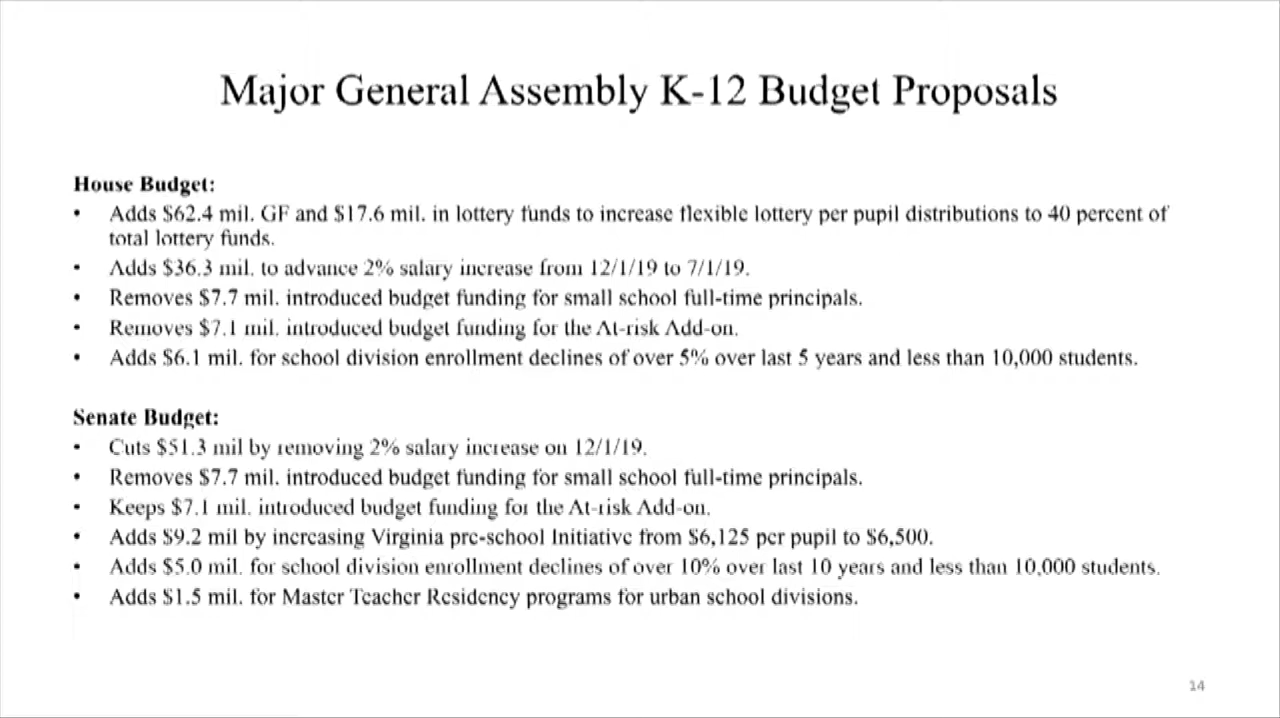 Major General Assembly K-12 Budget Proposals
House Budget:
• Adds $62.4 mil. GF and $17.6 mil. in lottery funds to increase flexible lottery per pupil distributions to 40 percent of
total lottery funds.
• Adds $36.3 mil. to advance 2% salary increase from 12/1/19 to 7/1/19.
• Removes $7.7 mil. introduced budget funding for small school full-time principals.
• Removes $7.1 mil. introduced budget funding for the At-risk Add-on.
• Adds $6.1 mil. for school division enrollment declines of over 5% over last 5 years and less than 10,000 students.
Senate Budget:
• Cuts $51.3 mil by removing 2% salary increase on 12/1/19.
• Removes $7.7 mil. introduced budget funding for small school full-time principals.
• Keeps $7.1 mil. introduced budget funding for the At-risk Add-on.
• Adds $9.2 mil by increasing Virginia pre-school Initiative from $6,125 per pupil to $6,500.
• Adds $5.0 mil. for school division enrollment declines of over 10% over last 10 years and less than 10,000 students.
• Adds $1.5 mil. for Master Teacher Residency programs for urban school divisions.
14